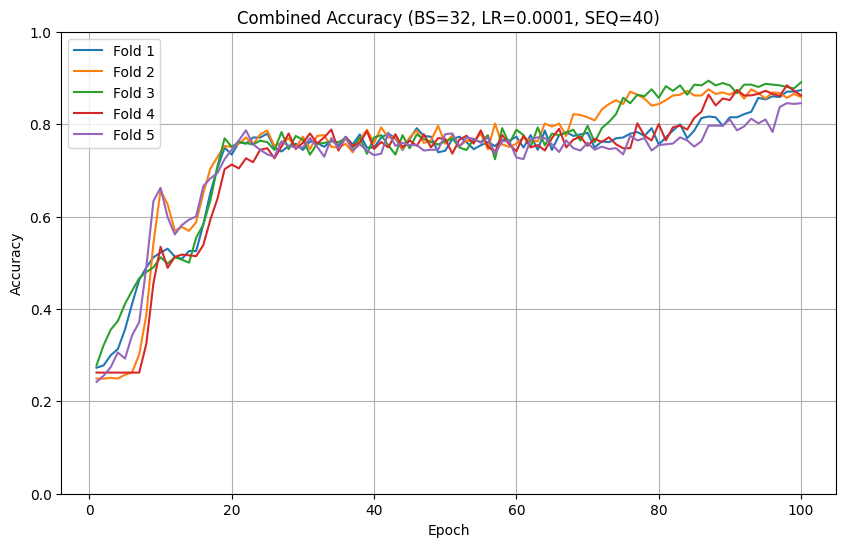 Combined Accuracy (BS=32, LR=0.0001, SEQ=40)
Fold 1
Fold 2
Fold 3
Fold 4
Fold 5
Accuracy
1.0
0.8
0.6
0.4
0.2
0.0
0
20
40
60
80
100
Epoch